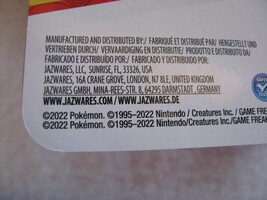 MANUFACTURED AND DISTRIBUTED BY:/ FABRIQUÉ ET DISTRIBUÉ PAR/ HERGESTELLT UND
VERTRIEBEN DURCH/ VERVAARDIGING EN DISTRIBUTIE/ PRODOTTO E DISTRIBUITO DA/
FABRICADO E DISTRIBUÍDO POR:/ FABRICADO Y DISTRIBUIDO POR:
JAZWARES, LLC, SUNRISE, FL, 33326, USA
JAZWARES, 16A CRANE GROVE, LONDON, N7 8LE, UNITED KINGDOM
JAZWARES GMBH, MINA-REES-STR. 8, 64295 DARMSTADT, GERMANY
WWW.JAZWARES.COM/WWW.JAZWARES.DE
©2022 Pokémon. ©1995–2022 Nintendo/ Creatures Inc./ GAME
©2022 Pokémon. ©1995–2022 Nintendo/Creatures Inc./GAME FREAK